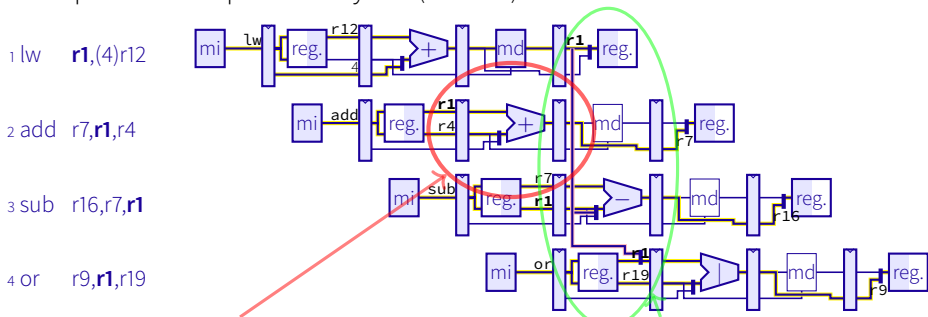 1 lw r1,(4)r12 mi lw reg. r12 4 + md r1 reg.
2 add r7,r1,r4 mi add reg. r1 r4 + md r7 reg.
3 sub r16,r7,r1 mi sub reg. r7 r1 − md r16 reg.
4 or r9,r1,r19 mi or reg. r1 r19 | md r9 reg.